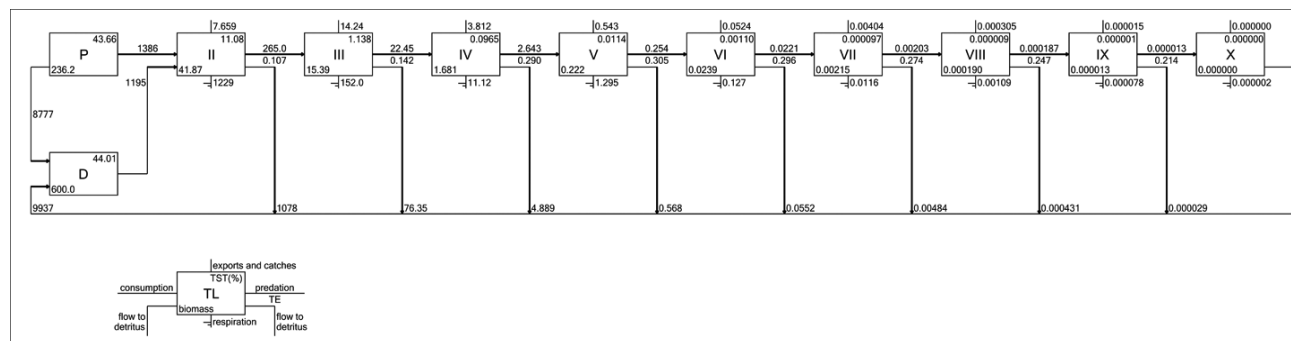 7.659 14.24 3.812 0.543 0.0524 0.00404 0.000305 0.000015 0.000000
43.66 11.08 1.138 0.0965 0.0114 0.00110 0.000097 0.000009 0.000001 0.000000
1386 265.0 22.45 2.643 0.254 0.0221 0.00203 0.000187 0.000013
P II III IV V VI VII VIII IX X
0.107 0.142 0.290 0.305 0.296 0.274 0.247 0.214
236.2 41.87 15.39 1.681 0.222 0.0239 0.00215 0.000190 0.000013 0.000000
1195 1229 152.0 11.12 1.295 0.127 0.0116 0.00109 0.000078 0.000002
8777
44.01
D
600.0
9937 1078 76.35 4.889 0.568 0.0552 0.00484 0.000431 0.000029
exports and catches
TST(%)
consumption TL predation
TE
biomass
flow to detritus
respiration
flow to detritus